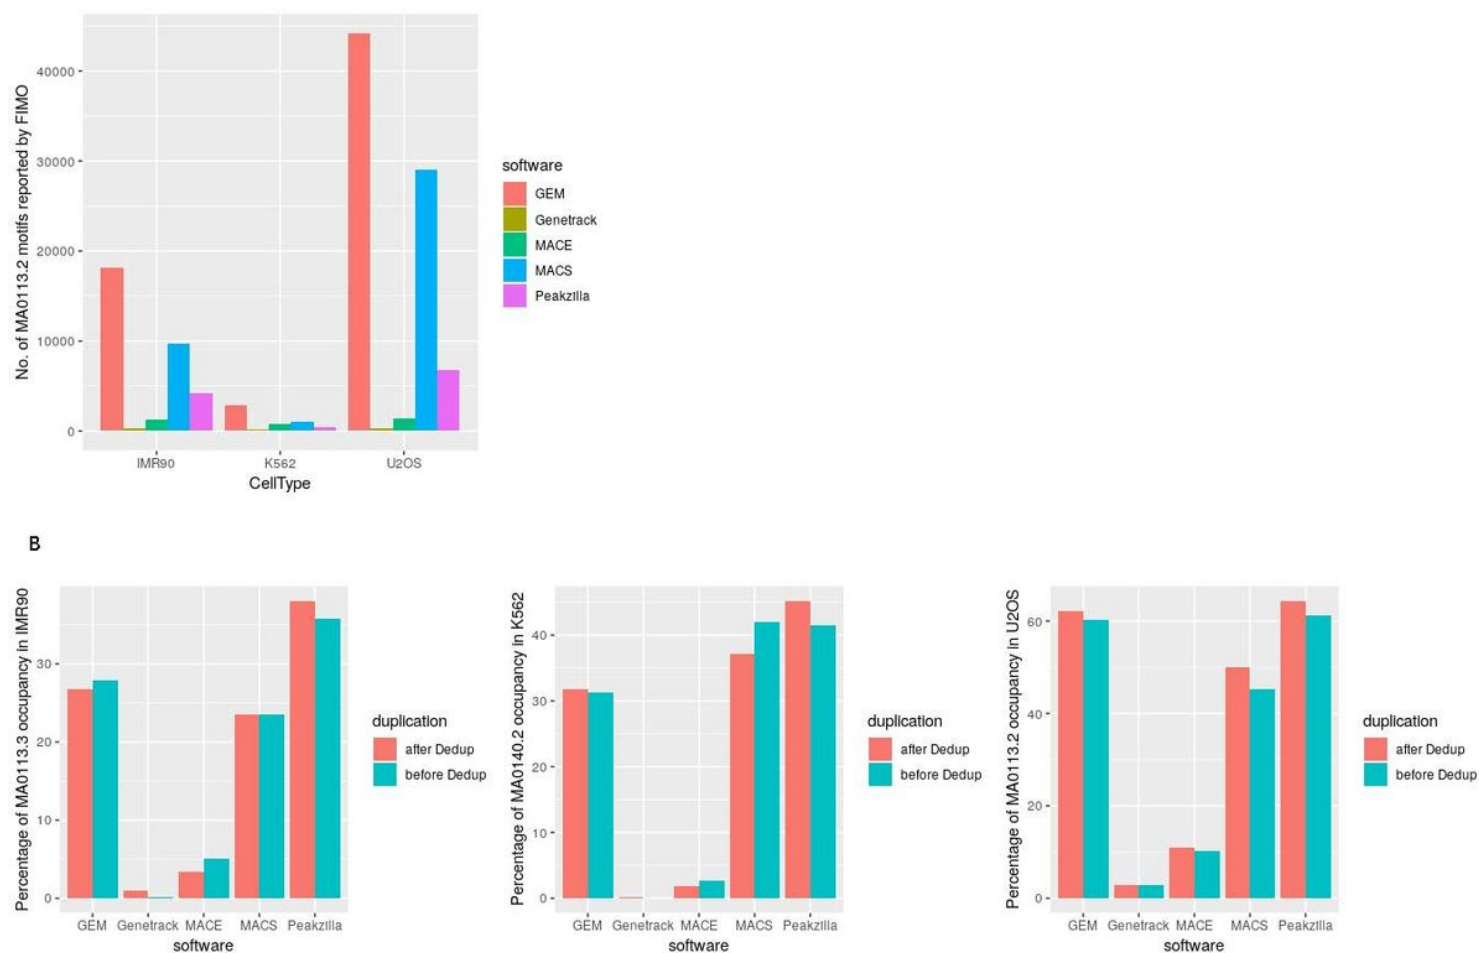 No. of MA0113.2 motifs reported by FIMO
40000
30000
20000
10000
0
IMR90
K562
U2OS
CellType
software
GEM
Genetrack
MACE
MACS
Peakzilla
B
Percentage of MA0113.3 occupancy in IMR90
30
20
10
0
GEM Genetrack MACE MACS Peakzilla
software
duplication
after Dedup
before Dedup
Percentage of MA0140.2 occupancy in K562
40
30
20
10
0
GEM Genetrack MACE MACS Peakzilla
software
duplication
after Dedup
before Dedup
Percentage of MA0113.2 occupancy in U2OS
60
40
20
0
GEM Genetrack MACE MACS Peakzilla
software
duplication
after Dedup
before Dedup